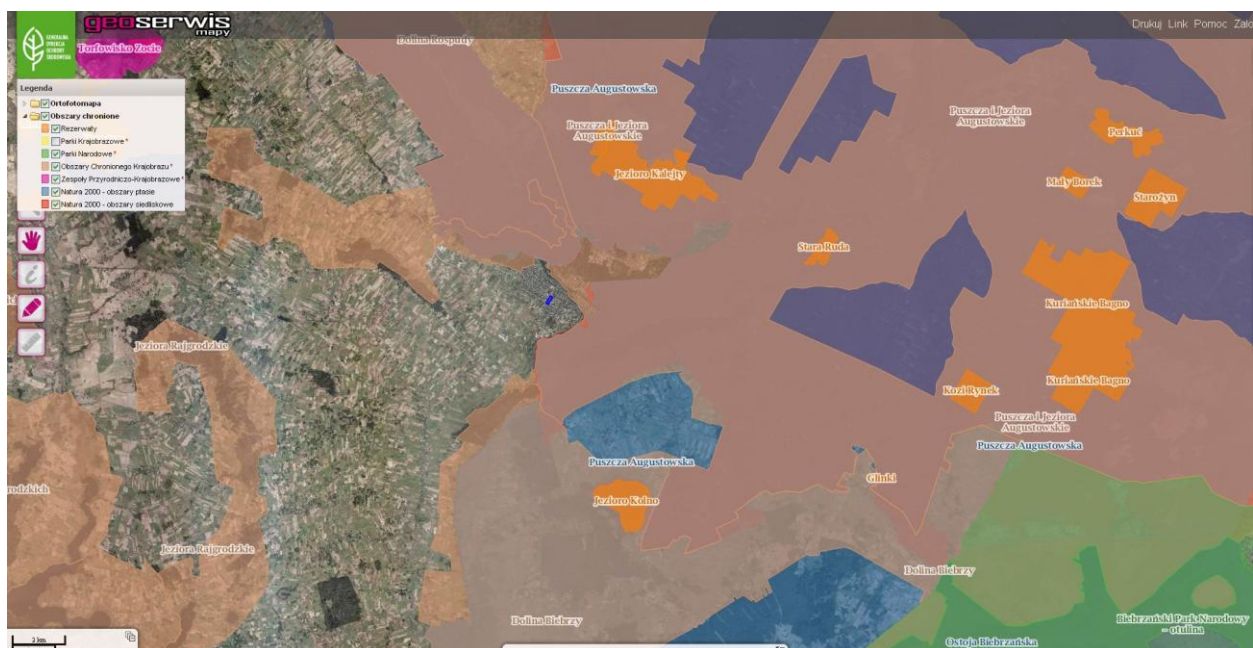 GENERALNA
DYREKCJA
OCHRONY
ŚRODOWISKA
geoserwis
mapy
Drukuj Link Pomoc
Torfowisko Zocie
Dolina Rospudy
Legenda
Ortofotomapa
Obszary chronione
Rezerwaty
Parki Krajobrazowe *
Parki Narodowe *
Obszary Chronionego Krajobrazu *
Zespoły Przyrodniczo-Krajobrazowe *
Natura 2000 - obszary ptasie
Natura 2000 - obszary siedliskowe
Puszcza Augustowska
Puszcza i Jeziora
Augustowskie
Puszcza i Jeziora
Augustowskie
Perkuć
Jezioro Kalejty
Mały Borek
Starożyn
Stara Ruda
Kuriańskie Bagno
Jeziora Rajgrodzkie
Kuriańskie Bagno
Kozi Rynek
Puszcza i Jeziora
Augustowskie
Puszcza Augustowska
Puszcza Augustowska
Glinki
Jezioro Kolno
Jeziora Rajgrodzkie
Dolina Biebrzy
Dolina Biebrzy
Biebrzański Park Narodowy
- otulina
Ostoja Biebrzańska
2 km